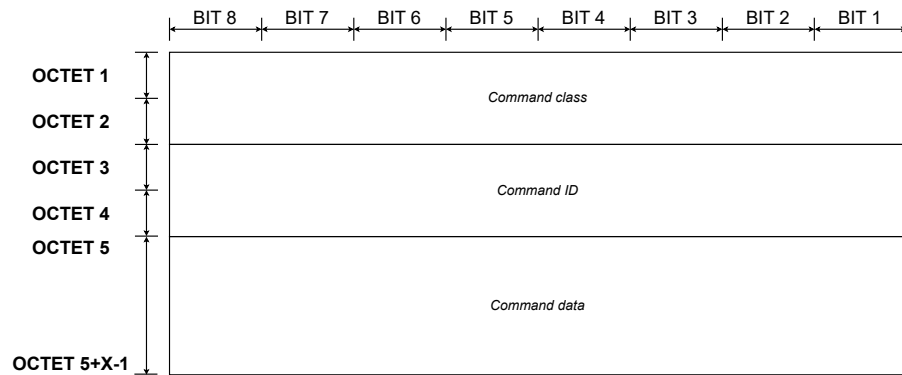 BIT 8 BIT 7 BIT 6 BIT 5 BIT 4 BIT 3 BIT 2 BIT 1
OCTET 1
Command class
OCTET 2
OCTET 3
Command ID
OCTET 4
OCTET 5
Command data
OCTET 5+X-1